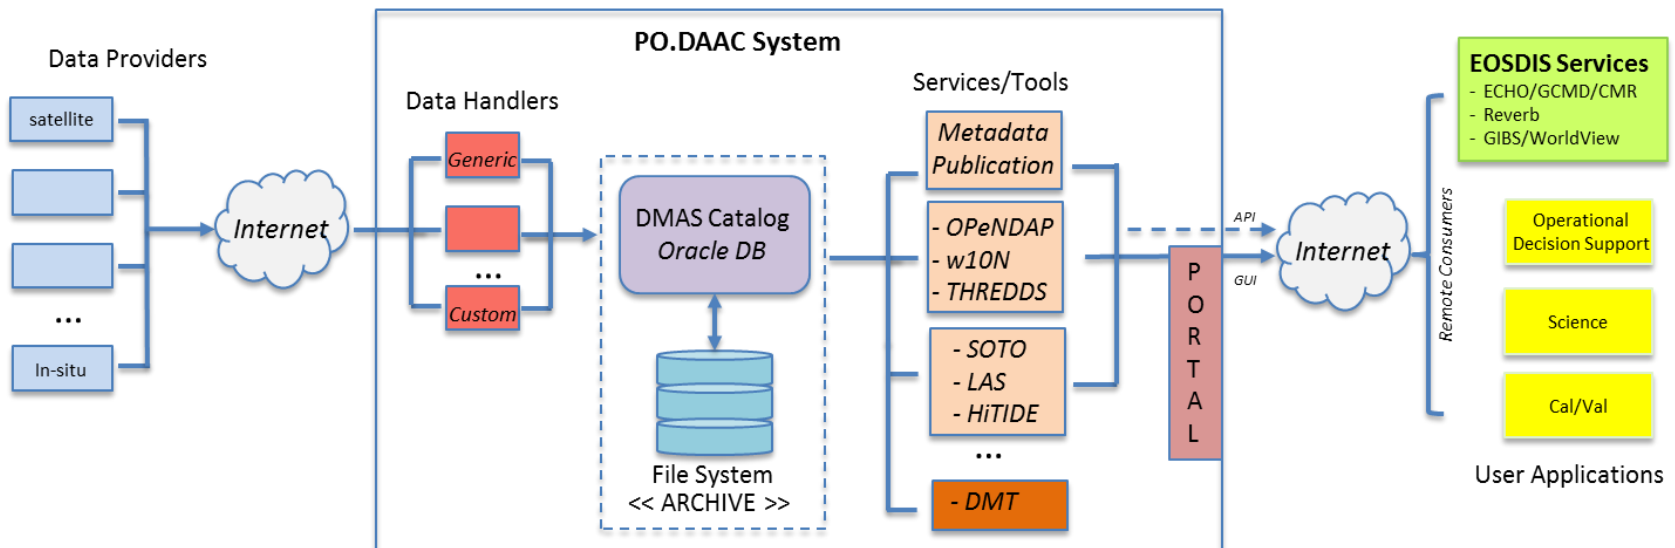 PO.DAAC System
Data Providers
satellite
...
In-situ
Internet
Data Handlers
Generic
...
Custom
DMAS Catalog
Oracle DB
File System
<< ARCHIVE >>
Services/Tools
Metadata
Publication
- OPeNDAP
- w10N
- THREDDS
- SOTO
- LAS
- HiTIDE
...
- DMT
PORTAL
API
GUI
Internet
Remote Consumers
EOSDIS Services
- ECHO/GCMD/CMR
- Reverb
- GIBS/WorldView
Operational
Decision Support
Science
Cal/Val
User Applications